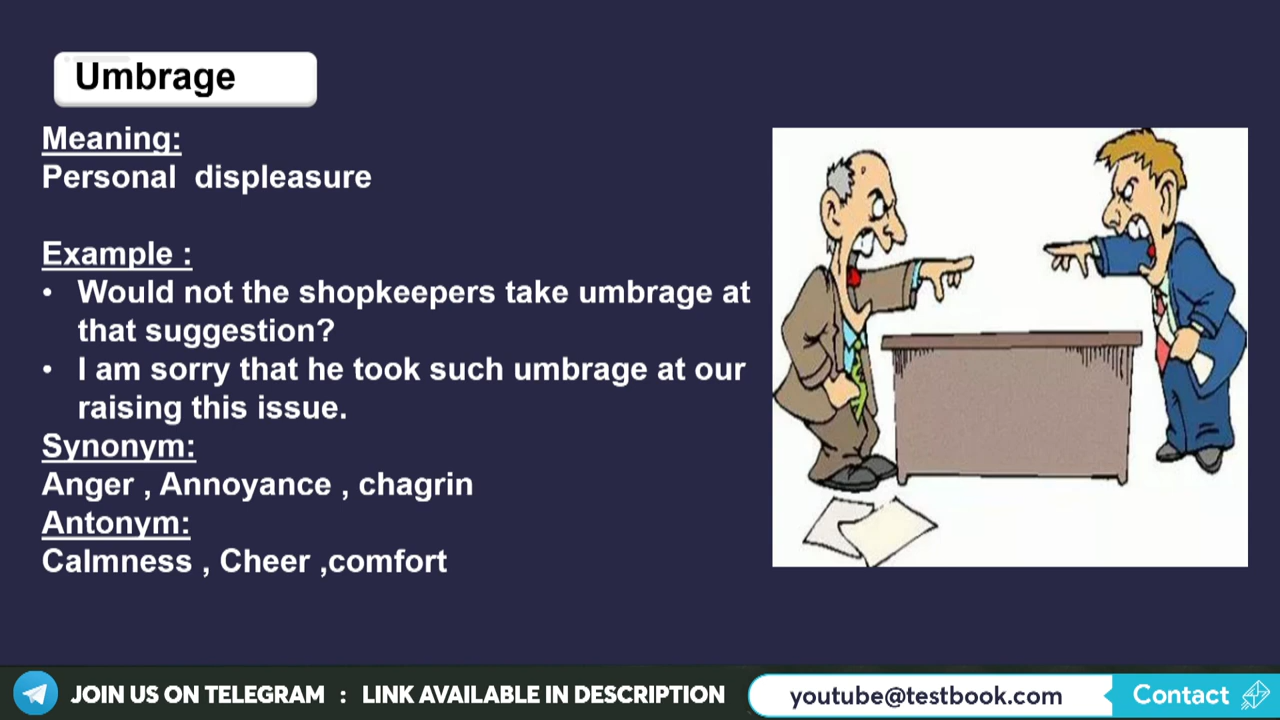 Umbrage
Meaning:
Personal displeasure
Example :
• Would not the shopkeepers take umbrage at
that suggestion?
• I am sorry that he took such umbrage at our
raising this issue.
Synonym:
Anger , Annoyance , chagrin
Antonym:
Calmness , Cheer ,comfort
JOIN US ON TELEGRAM : LINK AVAILABLE IN DESCRIPTION
youtube@testbook.com
Contact